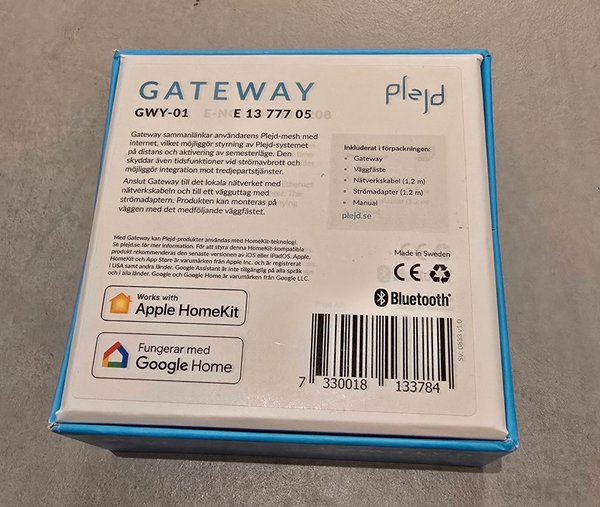 GATEWAY
plejd
GWY-01 E 13 777 05
Gateway sammanlänkar användarens Plejd-mesh med
internet, vilket möjliggör styrning av Plejd-systemet
på distans och aktivering av semesterläge. Den
skyddar även tidsfunktioner vid strömavbrott och
möjliggör integration mot tredjepartstjänster.
Anslut Gateway till det lokala nätverket med
nätverkskabeln och till ett vägguttag med
strömadaptern. Produkten kan monteras på
väggen med det medföljande väggfästet.
Inkluderat i förpackningen:
• Gateway
• Väggfäste
• Nätverkskabel (1,2 m)
• Strömadapter (1,2 m)
• Manual
plejd.se
Med Gateway kan Plejd-produkter användas med HomeKit-teknologi.
Se plejd.se för mer information. För att styra denna HomeKit-kompatibla
produkt rekommenderas den senaste versionen av iOS eller iPadOS. Apple,
HomeKit och App Store är varumärken från Apple Inc. och är registrerat
i USA samt andra länder. Google Assistant är inte tillgänglig på alla språk
och i alla länder. Google och Google Home är varumärken från Google LLC.
Made in Sweden
CE
Bluetooth®
Works with
Apple HomeKit
Fungerar med
Google Home
7 330018 133784
Sv. 0833 v1.0